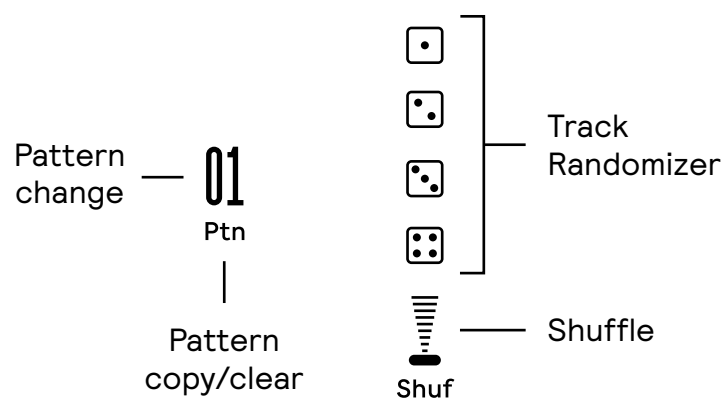 Pattern
change
01
Ptn
Pattern
copy/clear
Track
Randomizer
Shuffle
Shuf